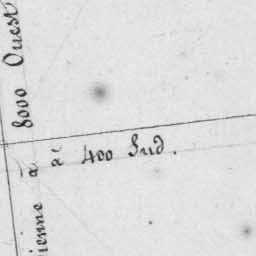 8000 Ouest
à 400 Sud.
ienne à